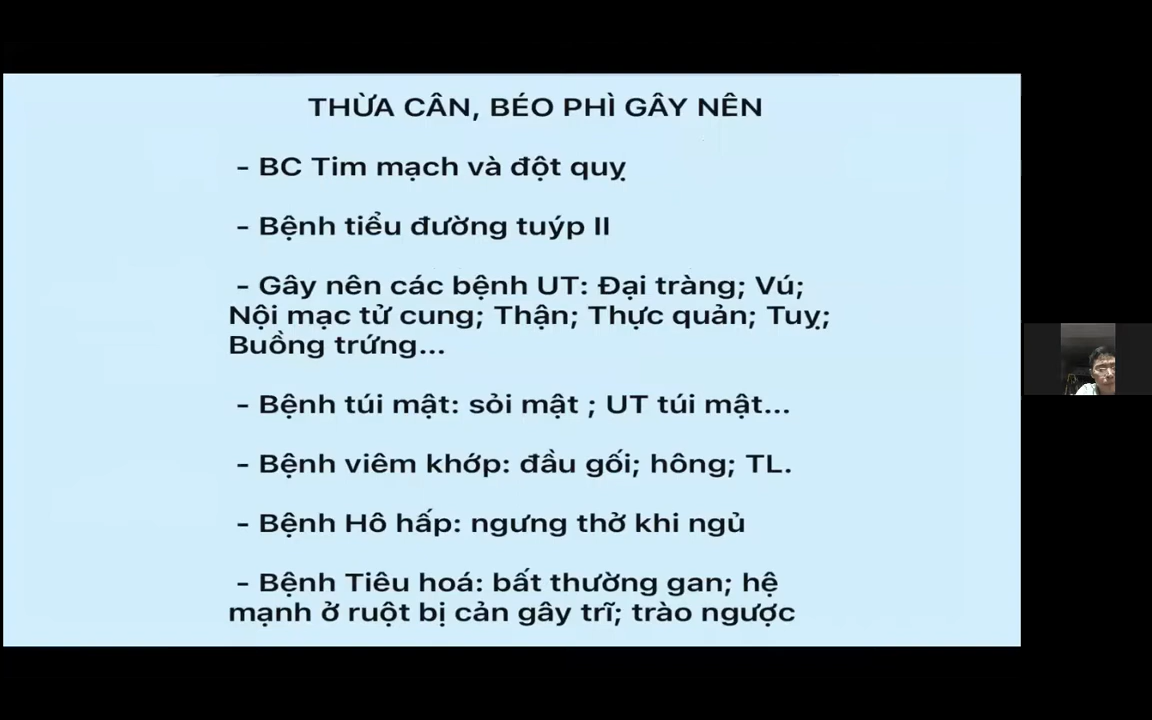 THỪA CÂN, BÉO PHÌ GÂY NÊN
- BC Tim mạch và đột quỵ
- Bệnh tiểu đường tuýp II
- Gây nên các bệnh UT: Đại tràng; Vú;
Nội mạc tử cung; Thận; Thực quản; Tuỵ;
Buồng trứng...
- Bệnh túi mật: sỏi mật ; UT túi mật...
- Bệnh viêm khớp: đầu gối; hông; TL.
- Bệnh Hô hấp: ngưng thở khi ngủ
- Bệnh Tiêu hoá: bất thường gan; hệ
mạnh ở ruột bị cản gây trĩ; trào ngược